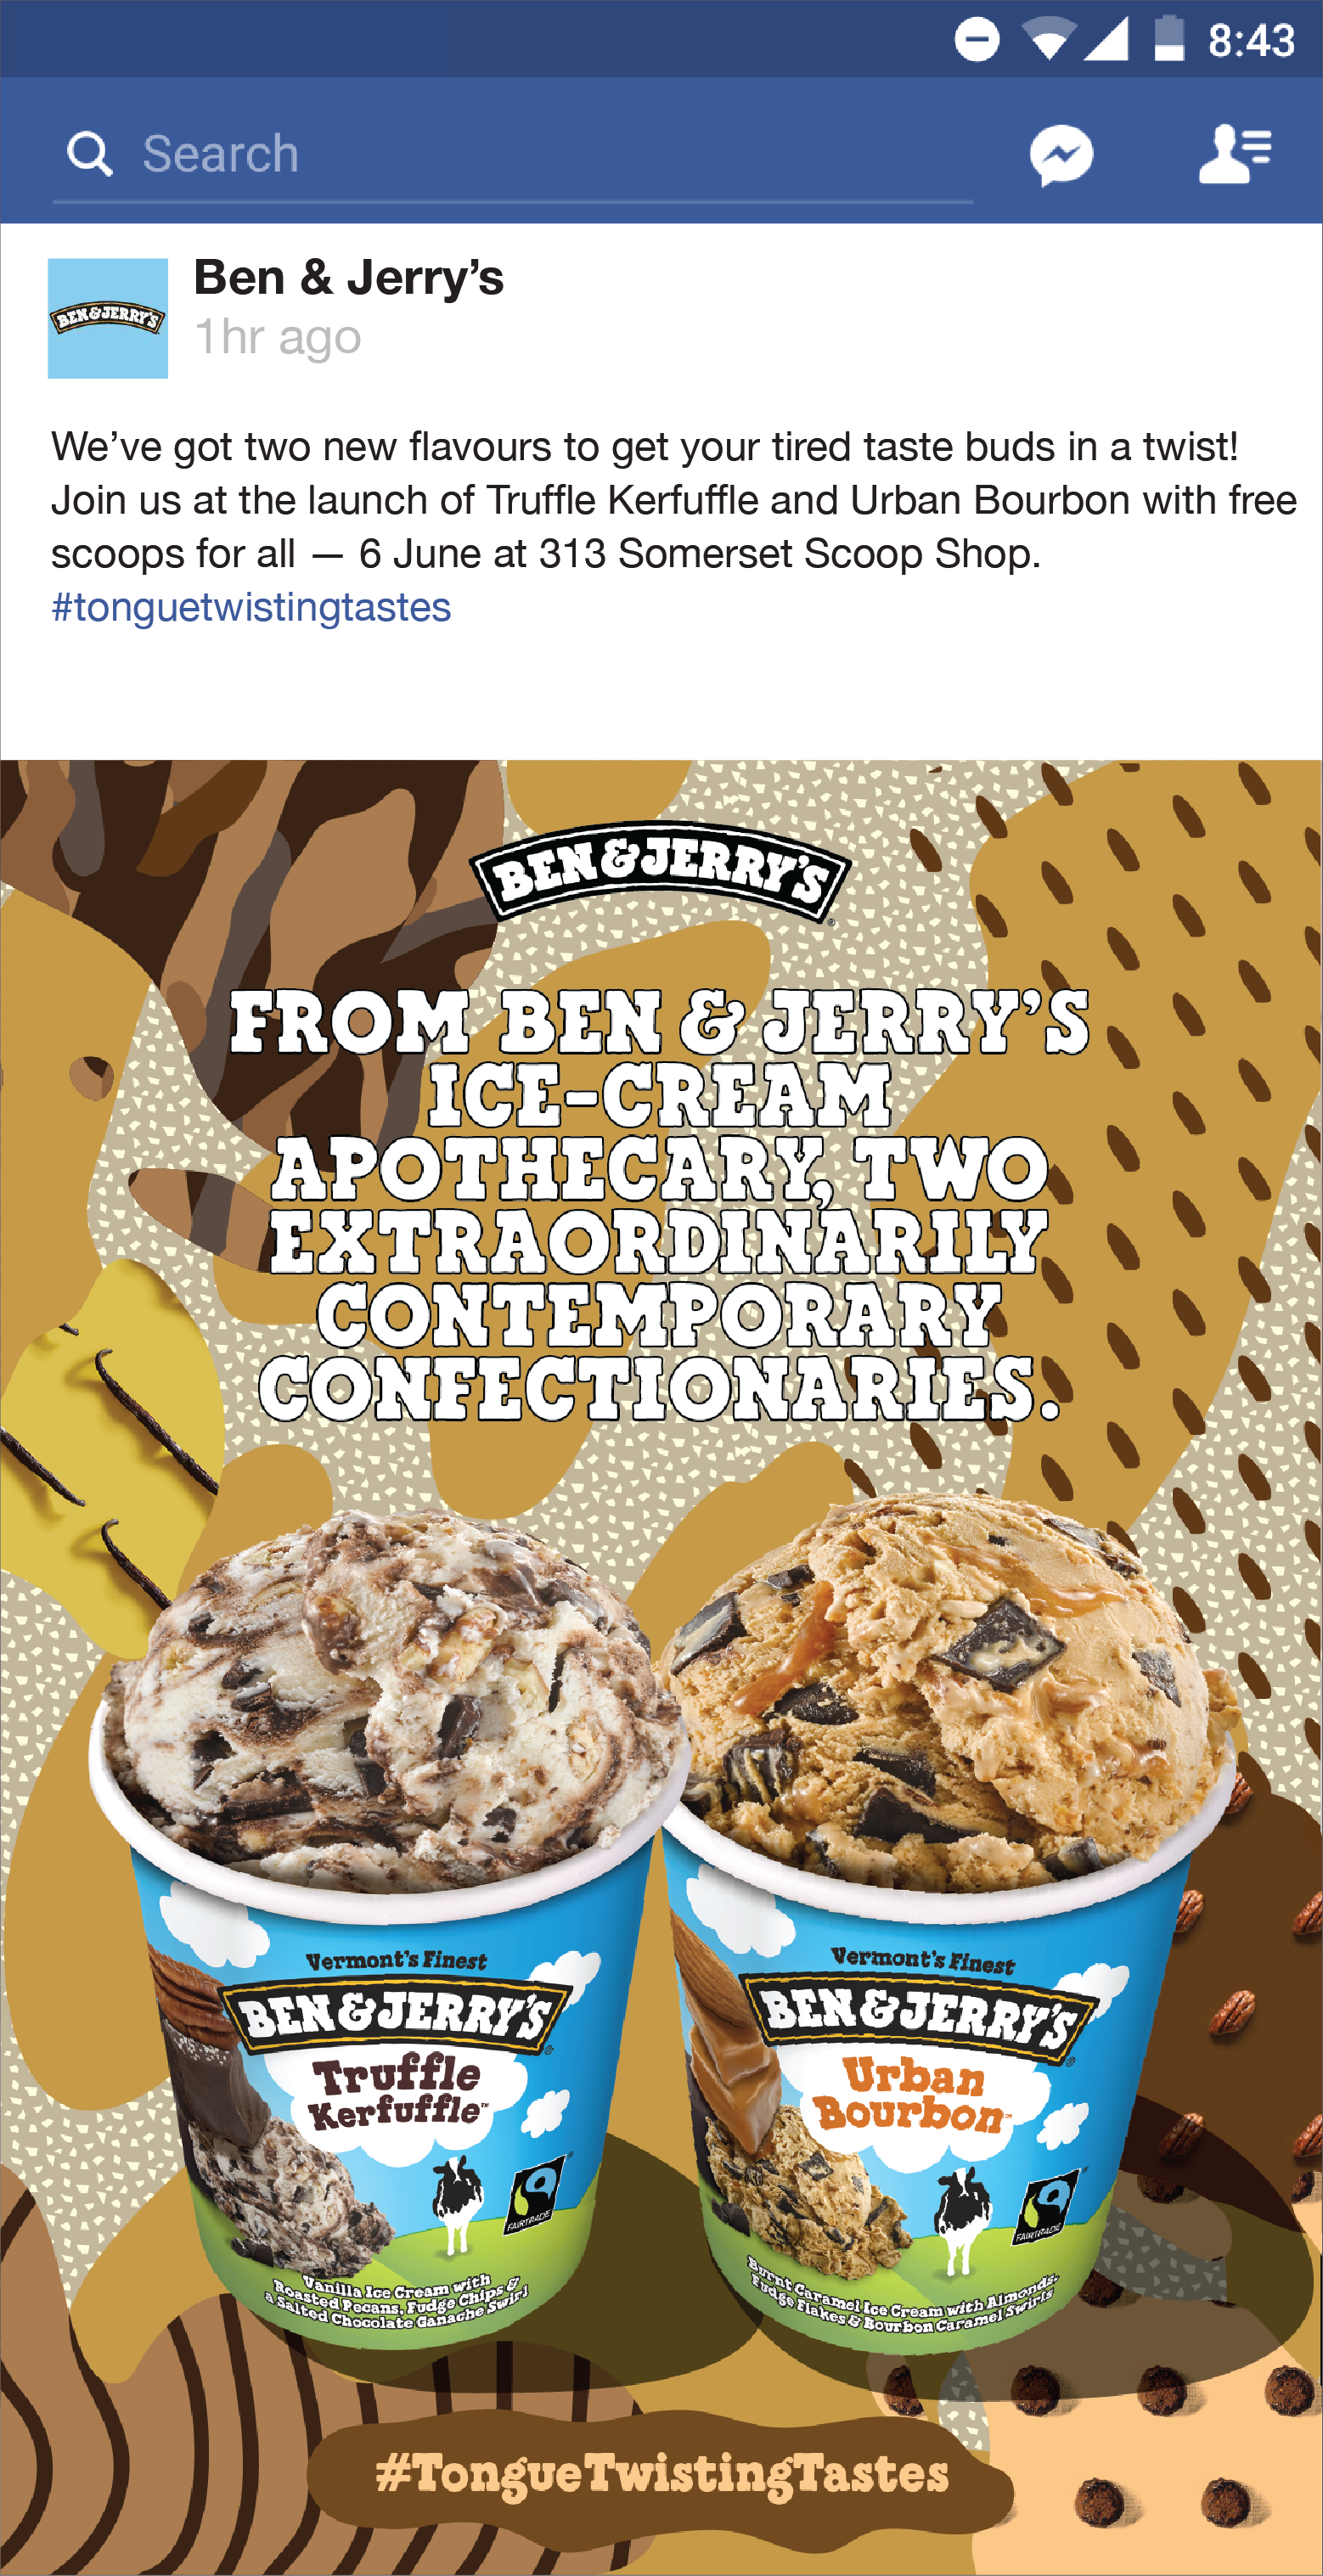 8:43
Search
Ben & Jerry’s
BEN & JERRY'S
1hr ago
We’ve got two new flavours to get your tired taste buds in a twist!
Join us at the launch of Truffle Kerfuffle and Urban Bourbon with free
scoops for all — 6 June at 313 Somerset Scoop Shop.
#tonguetwistingtastes
BEN & JERRY'S®
FROM BEN & JERRY’S
ICE-CREAM
APOTHECARY, TWO
EXTRAORDINARILY
CONTEMPORARY
CONFECTIONARIES.
Vermont's Finest
BEN & JERRY'S®
Truffle
Kerfuffle™
FAIRTRADE
Vanilla Ice Cream with
Roasted Pecans, Fudge Chips &
a Salted Chocolate Ganache Swirl
Vermont's Finest
BEN & JERRY'S®
Urban
Bourbon™
FAIRTRADE
Burnt Caramel Ice Cream with Almonds,
Fudge Flakes & Bourbon Caramel Swirls
#TongueTwistingTastes